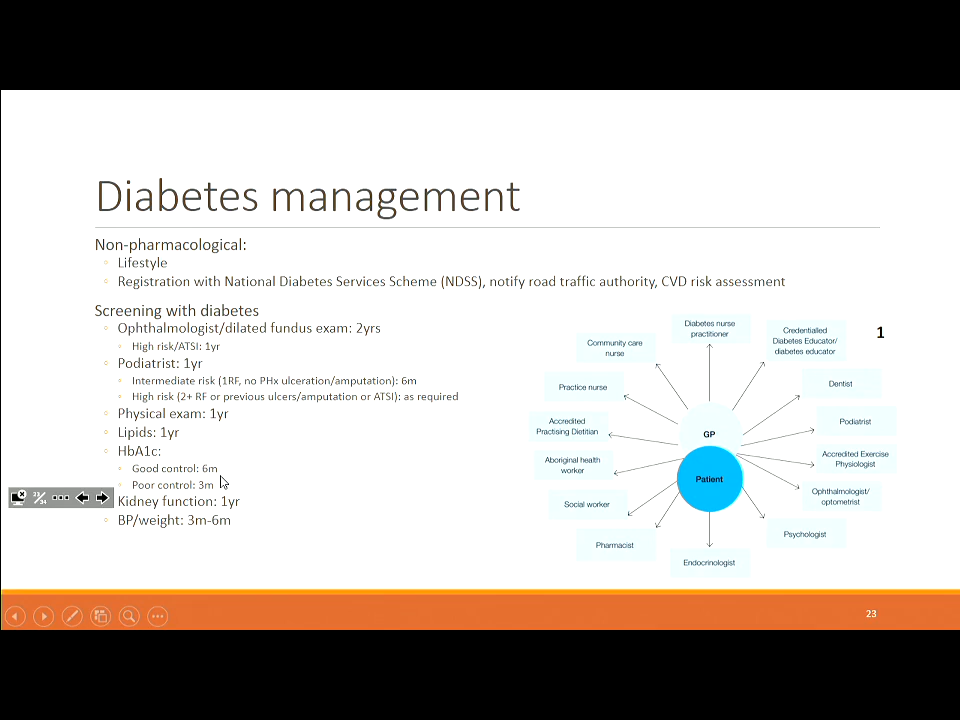 Diabetes management
Non-pharmacological:
Lifestyle
Registration with National Diabetes Services Scheme (NDSS), notify road traffic authority, CVD risk assessment
Screening with diabetes
Ophthalmologist/dilated fundus exam: 2yrs
High risk/ATSI: 1yr
Podiatrist: 1yr
Intermediate risk (1RF, no PHx ulceration/amputation): 6m
High risk (2+ RF or previous ulcers/amputation or ATSI): as required
Physical exam: 1yr
Lipids: 1yr
HbA1c:
Good control: 6m
Poor control: 3m
Kidney function: 1yr
BP/weight: 3m-6m
Diabetes nurse
practitioner
Credentialled
Diabetes Educator/
diabetes educator
1
Community care
nurse
Dentist
Practice nurse
Podiatrist
Accredited
Practising Dietitian
GP
Accredited Exercise
Physiologist
Aboriginal health
worker
Patient
Ophthalmologist/
optometrist
Social worker
Psychologist
Pharmacist
Endocrinologist
23